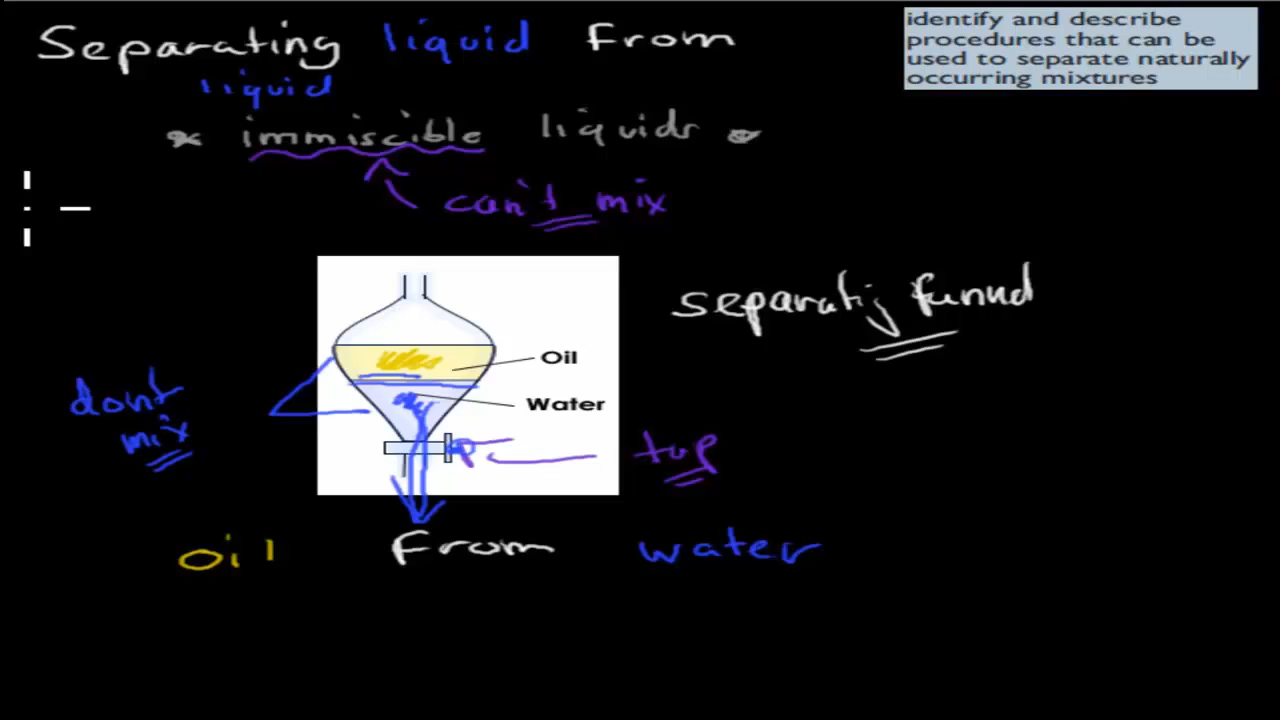 Separating liquid From
liquid
* immiscible liquids *
can't mix
separatig funnel
Oil
Water
dont
mix
tap
oil From water
identify and describe
procedures that can be
used to separate naturally
occurring mixtures